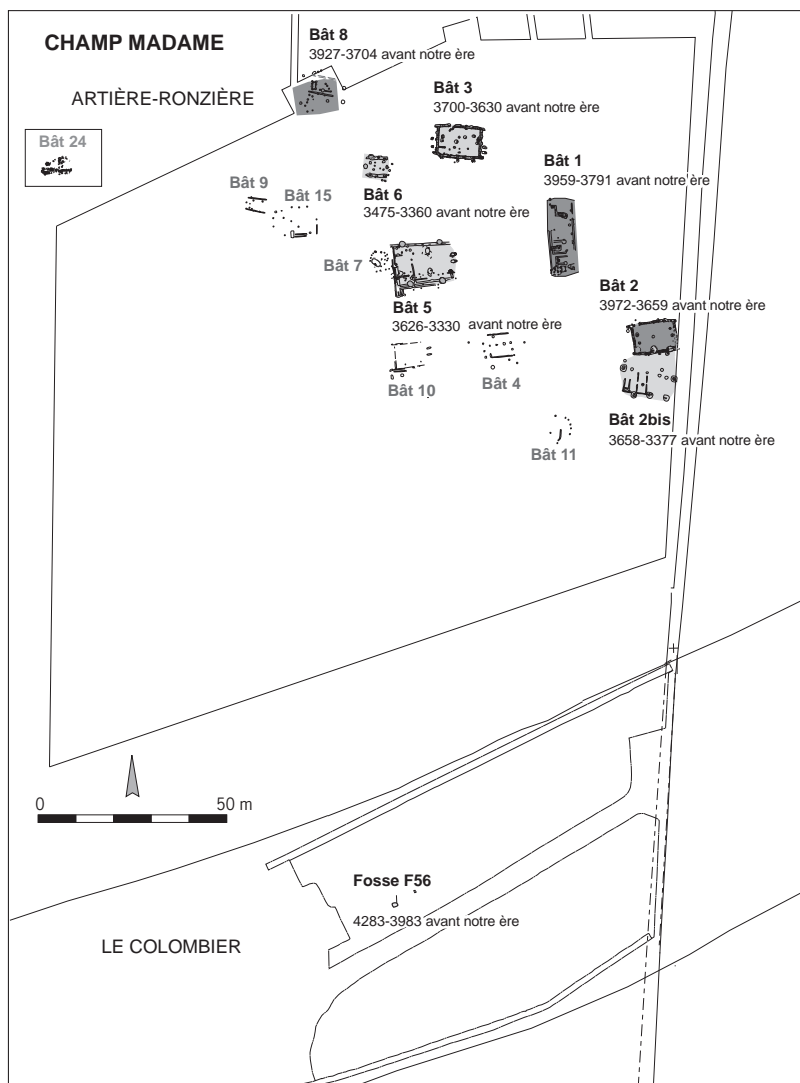 CHAMP MADAME
Bât 8
3927-3704 avant notre ère
ARTIÈRE-RONZIÈRE
Bât 3
3700-3630 avant notre ère
Bât 24
Bât 1
3959-3791 avant notre ère
Bât 9
Bât 15
Bât 6
3475-3360 avant notre ère
Bât 7
Bât 2
3972-3659 avant notre ère
Bât 5
3626-3330 avant notre ère
Bât 10
Bât 4
Bât 2bis
3658-3377 avant notre ère
Bât 11
0
50 m
Fosse F56
4283-3983 avant notre ère
LE COLOMBIER